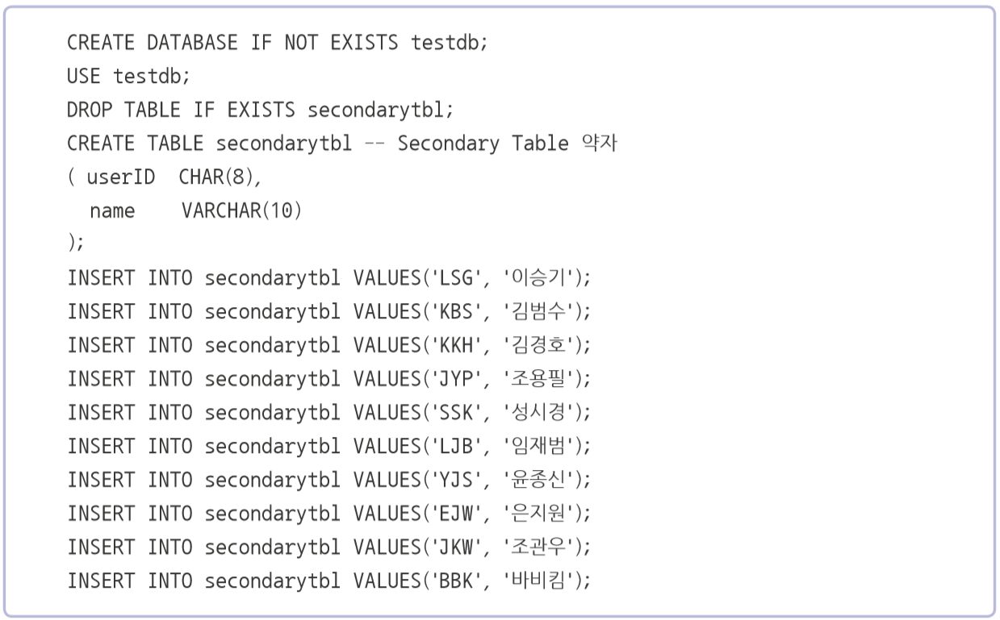 CREATE DATABASE IF NOT EXISTS testdb;
USE testdb;
DROP TABLE IF EXISTS secondarytbl;
CREATE TABLE secondarytbl -- Secondary Table 약자
( userID  CHAR(8),
  name    VARCHAR(10)
);
INSERT INTO secondarytbl VALUES('LSG', '이승기');
INSERT INTO secondarytbl VALUES('KBS', '김범수');
INSERT INTO secondarytbl VALUES('KKH', '김경호');
INSERT INTO secondarytbl VALUES('JYP', '조용필');
INSERT INTO secondarytbl VALUES('SSK', '성시경');
INSERT INTO secondarytbl VALUES('LJB', '임재범');
INSERT INTO secondarytbl VALUES('YJS', '윤종신');
INSERT INTO secondarytbl VALUES('EJW', '은지원');
INSERT INTO secondarytbl VALUES('JKW', '조관우');
INSERT INTO secondarytbl VALUES('BBK', '바비킴');